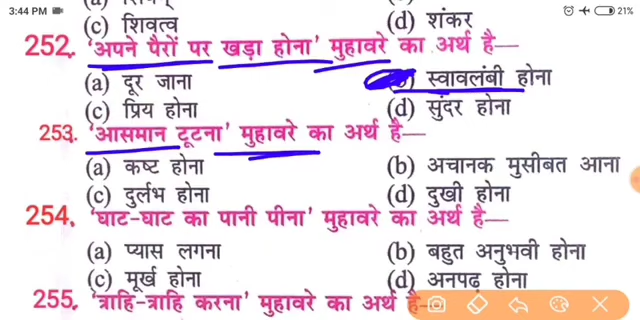 3:44 PM
21%
(c) शिवत्व (d) शंकर
252. ‘अपने पैरों पर खड़ा होना’ मुहावरे का अर्थ है—
(a) दूर जाना (b) स्वावलंबी होना
(c) प्रिय होना (d) सुंदर होना
253. ‘आसमान टूटना’ मुहावरे का अर्थ है—
(a) कष्ट होना (b) अचानक मुसीबत आना
(c) दुर्लभ होना (d) दुखी होना
254. ‘घाट-घाट का पानी पीना’ मुहावरे का अर्थ है—
(a) प्यास लगना (b) बहुत अनुभवी होना
(c) मूर्ख होना (d) अनपढ़ होना
255. ‘त्राहि-त्राहि करना’ मुहावरे का अर्थ है—